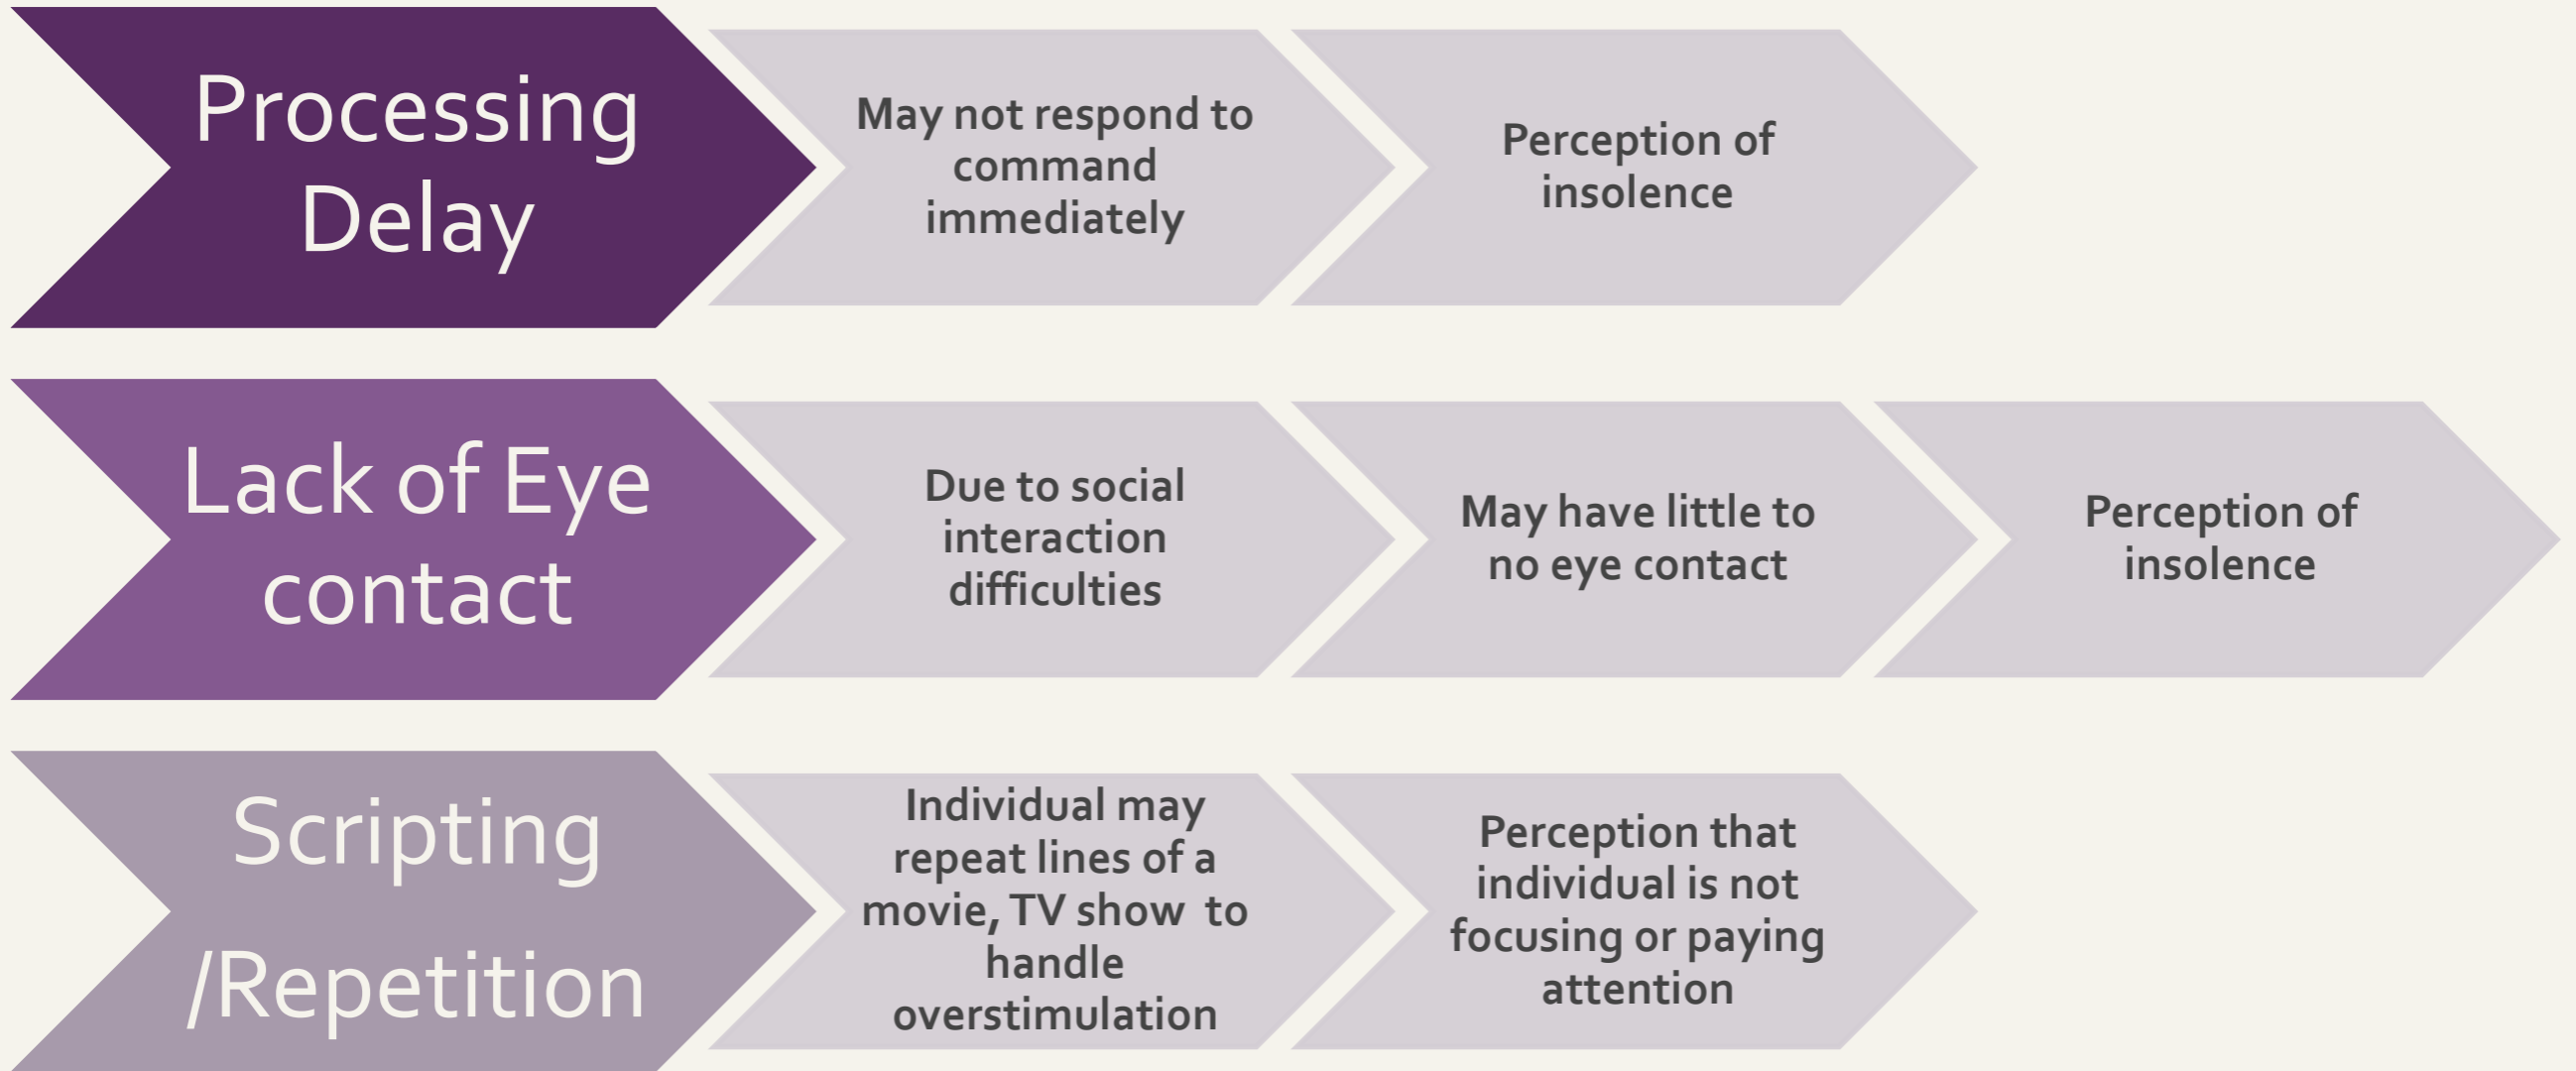 Processing
Delay
May not respond to
command
immediately
Perception of
insolence
Lack of Eye
contact
Due to social
interaction
difficulties
May have little to
no eye contact
Perception of
insolence
Scripting
/Repetition
Individual may
repeat lines of a
movie, TV show  to
handle
overstimulation
Perception that
individual is not
focusing or paying
attention